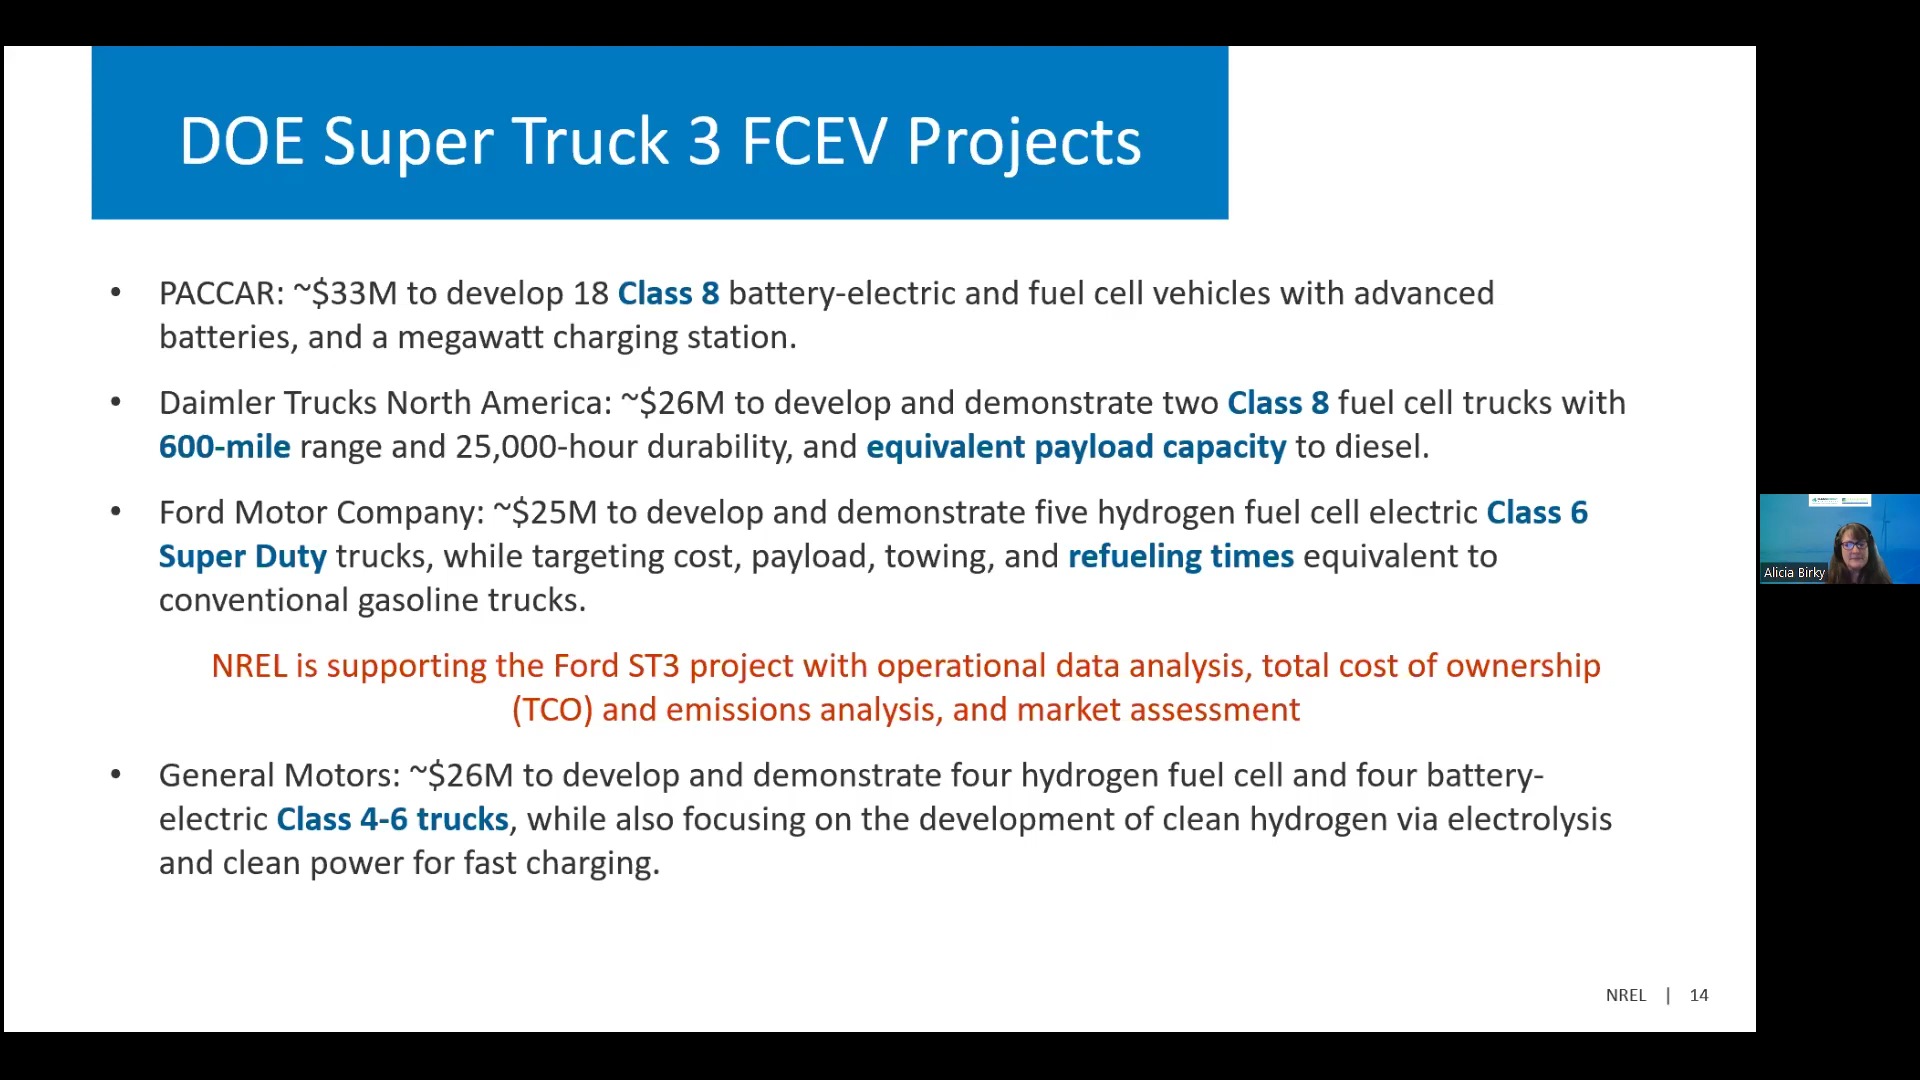 DOE Super Truck 3 FCEV Projects
• PACCAR: ~$33M to develop 18 Class 8 battery-electric and fuel cell vehicles with advanced
batteries, and a megawatt charging station.
• Daimler Trucks North America: ~$26M to develop and demonstrate two Class 8 fuel cell trucks with
600-mile range and 25,000-hour durability, and equivalent payload capacity to diesel.
• Ford Motor Company: ~$25M to develop and demonstrate five hydrogen fuel cell electric Class 6
Super Duty trucks, while targeting cost, payload, towing, and refueling times equivalent to
conventional gasoline trucks.
NREL is supporting the Ford ST3 project with operational data analysis, total cost of ownership
(TCO) and emissions analysis, and market assessment
• General Motors: ~$26M to develop and demonstrate four hydrogen fuel cell and four battery-
electric Class 4-6 trucks, while also focusing on the development of clean hydrogen via electrolysis
and clean power for fast charging.
Alicia Birky
NREL | 14